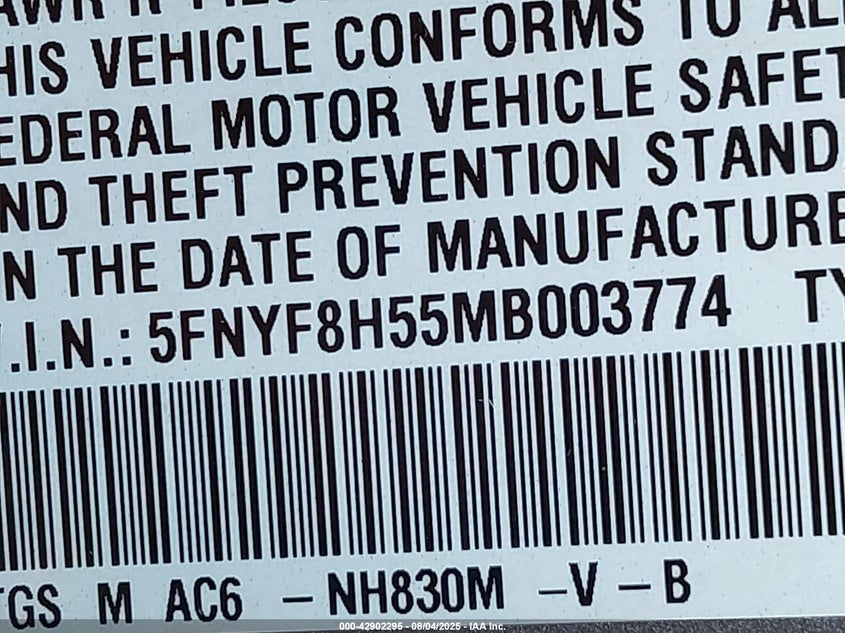 HIS VEHICLE CONFORMS TO ALL
EDERAL MOTOR VEHICLE SAFET
ND THEFT PREVENTION STAND
N THE DATE OF MANUFACTURE
.I.N.: 5FNYF8H55MB003774 TY
TGS M AC6 – NH830M – V – B
000-42902295 - 08/04/2025 - IAA Inc.